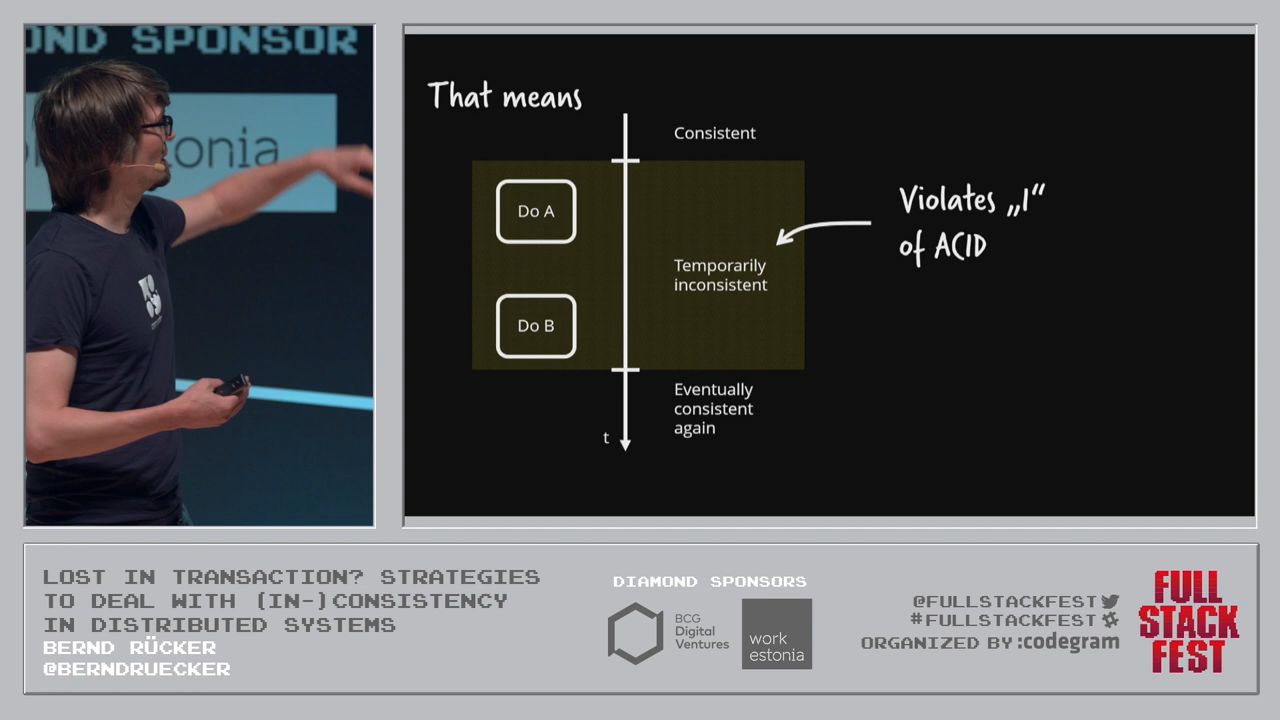 OND SPONSOR
onia
That means
Consistent
Do A
Violates „I“
of ACID
Temporarily
inconsistent
Do B
Eventually
consistent
again
t
LOST IN TRANSACTION? STRATEGIES
TO DEAL WITH (IN-)CONSISTENCY
IN DISTRIBUTED SYSTEMS
BERND RÜCKER
@BERNDRUECKER
DIAMOND SPONSORS
BCG
Digital
Ventures
work
estonia
@FULLSTACKFEST
#FULLSTACKFEST
ORGANIZED BY :codegram
FULL
STACK
FEST